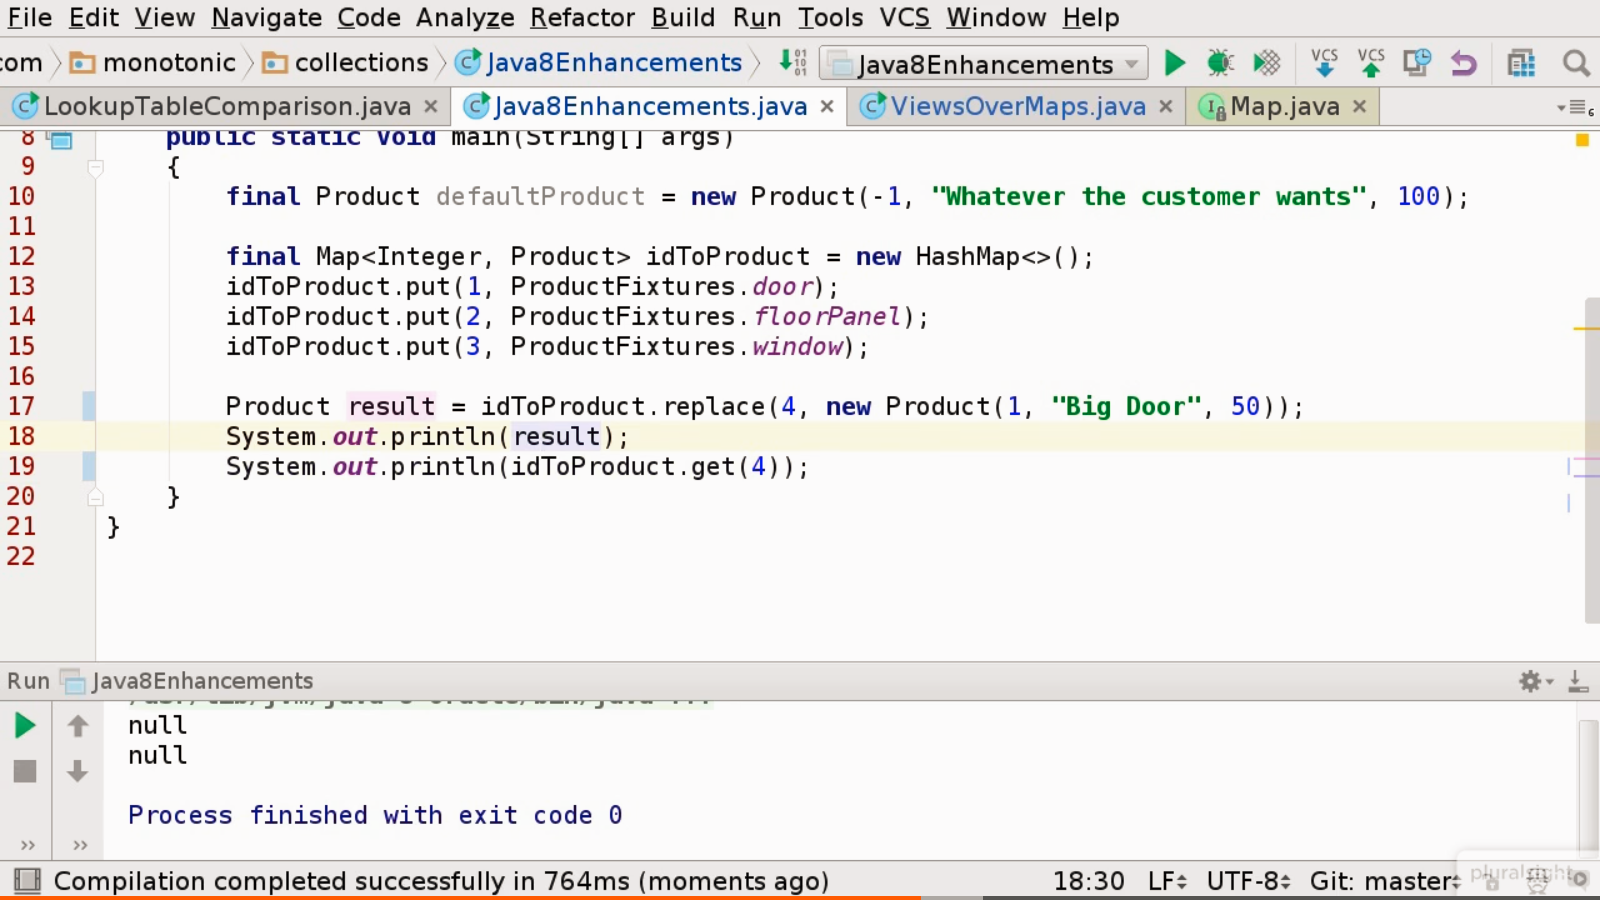 File Edit View Navigate Code Analyze Refactor Build Run Tools VCS Window Help
com monotonic collections Java8Enhancements Java8Enhancements VCS VCS
LookupTableComparison.java Java8Enhancements.java ViewsOverMaps.java Map.java 6
8 public static void main(String[] args)
9 {
10 final Product defaultProduct = new Product(-1, "Whatever the customer wants", 100);
11
12 final Map<Integer, Product> idToProduct = new HashMap<>();
13 idToProduct.put(1, ProductFixtures.door);
14 idToProduct.put(2, ProductFixtures.floorPanel);
15 idToProduct.put(3, ProductFixtures.window);
16
17 Product result = idToProduct.replace(4, new Product(1, "Big Door", 50));
18 System.out.println(result);
19 System.out.println(idToProduct.get(4));
20 }
21 }
22
Run Java8Enhancements
null
null
Process finished with exit code 0
Compilation completed successfully in 764ms (moments ago) 18:30 LF UTF-8 Git: master
pluralsight